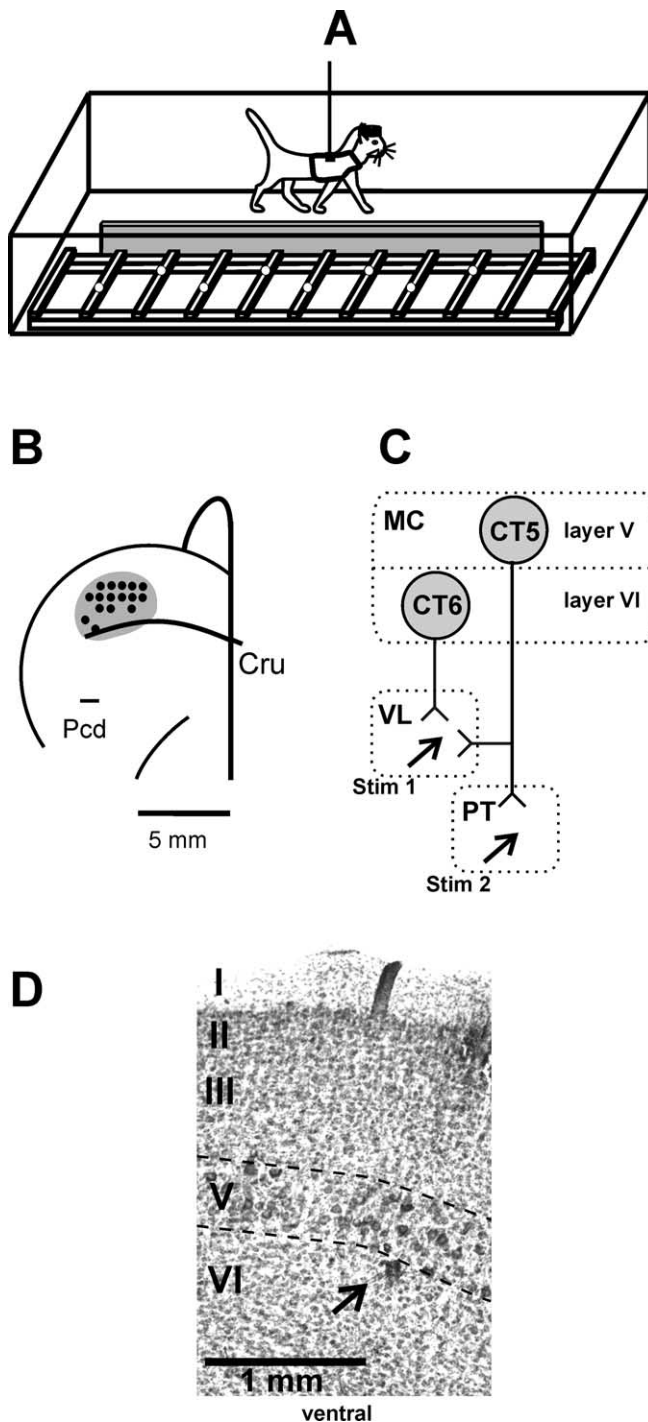 A
B
Cru
Pcd
5 mm
C
MC
CT5
layer V
CT6
layer VI
VL
Stim 1
PT
Stim 2
D
I
II
III
V
VI
1 mm
ventral